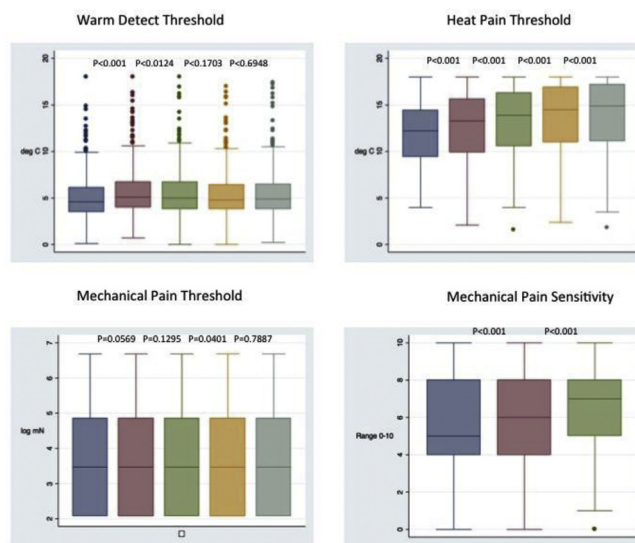 Warm Detect Threshold
P<0.001 P<0.0124 P<0.1703 P<0.6948
20
15
deg C
10
5
0
Heat Pain Threshold
P<0.001 P<0.001 P<0.001 P<0.001
20
15
deg C
10
5
0
Mechanical Pain Threshold
P=0.0569 P=0.1295 P=0.0401 P=0.7887
7
6
5
log mN
4
3
2
Mechanical Pain Sensitivity
P<0.001 P<0.001
10
8
6
Range 0-10
4
2
0